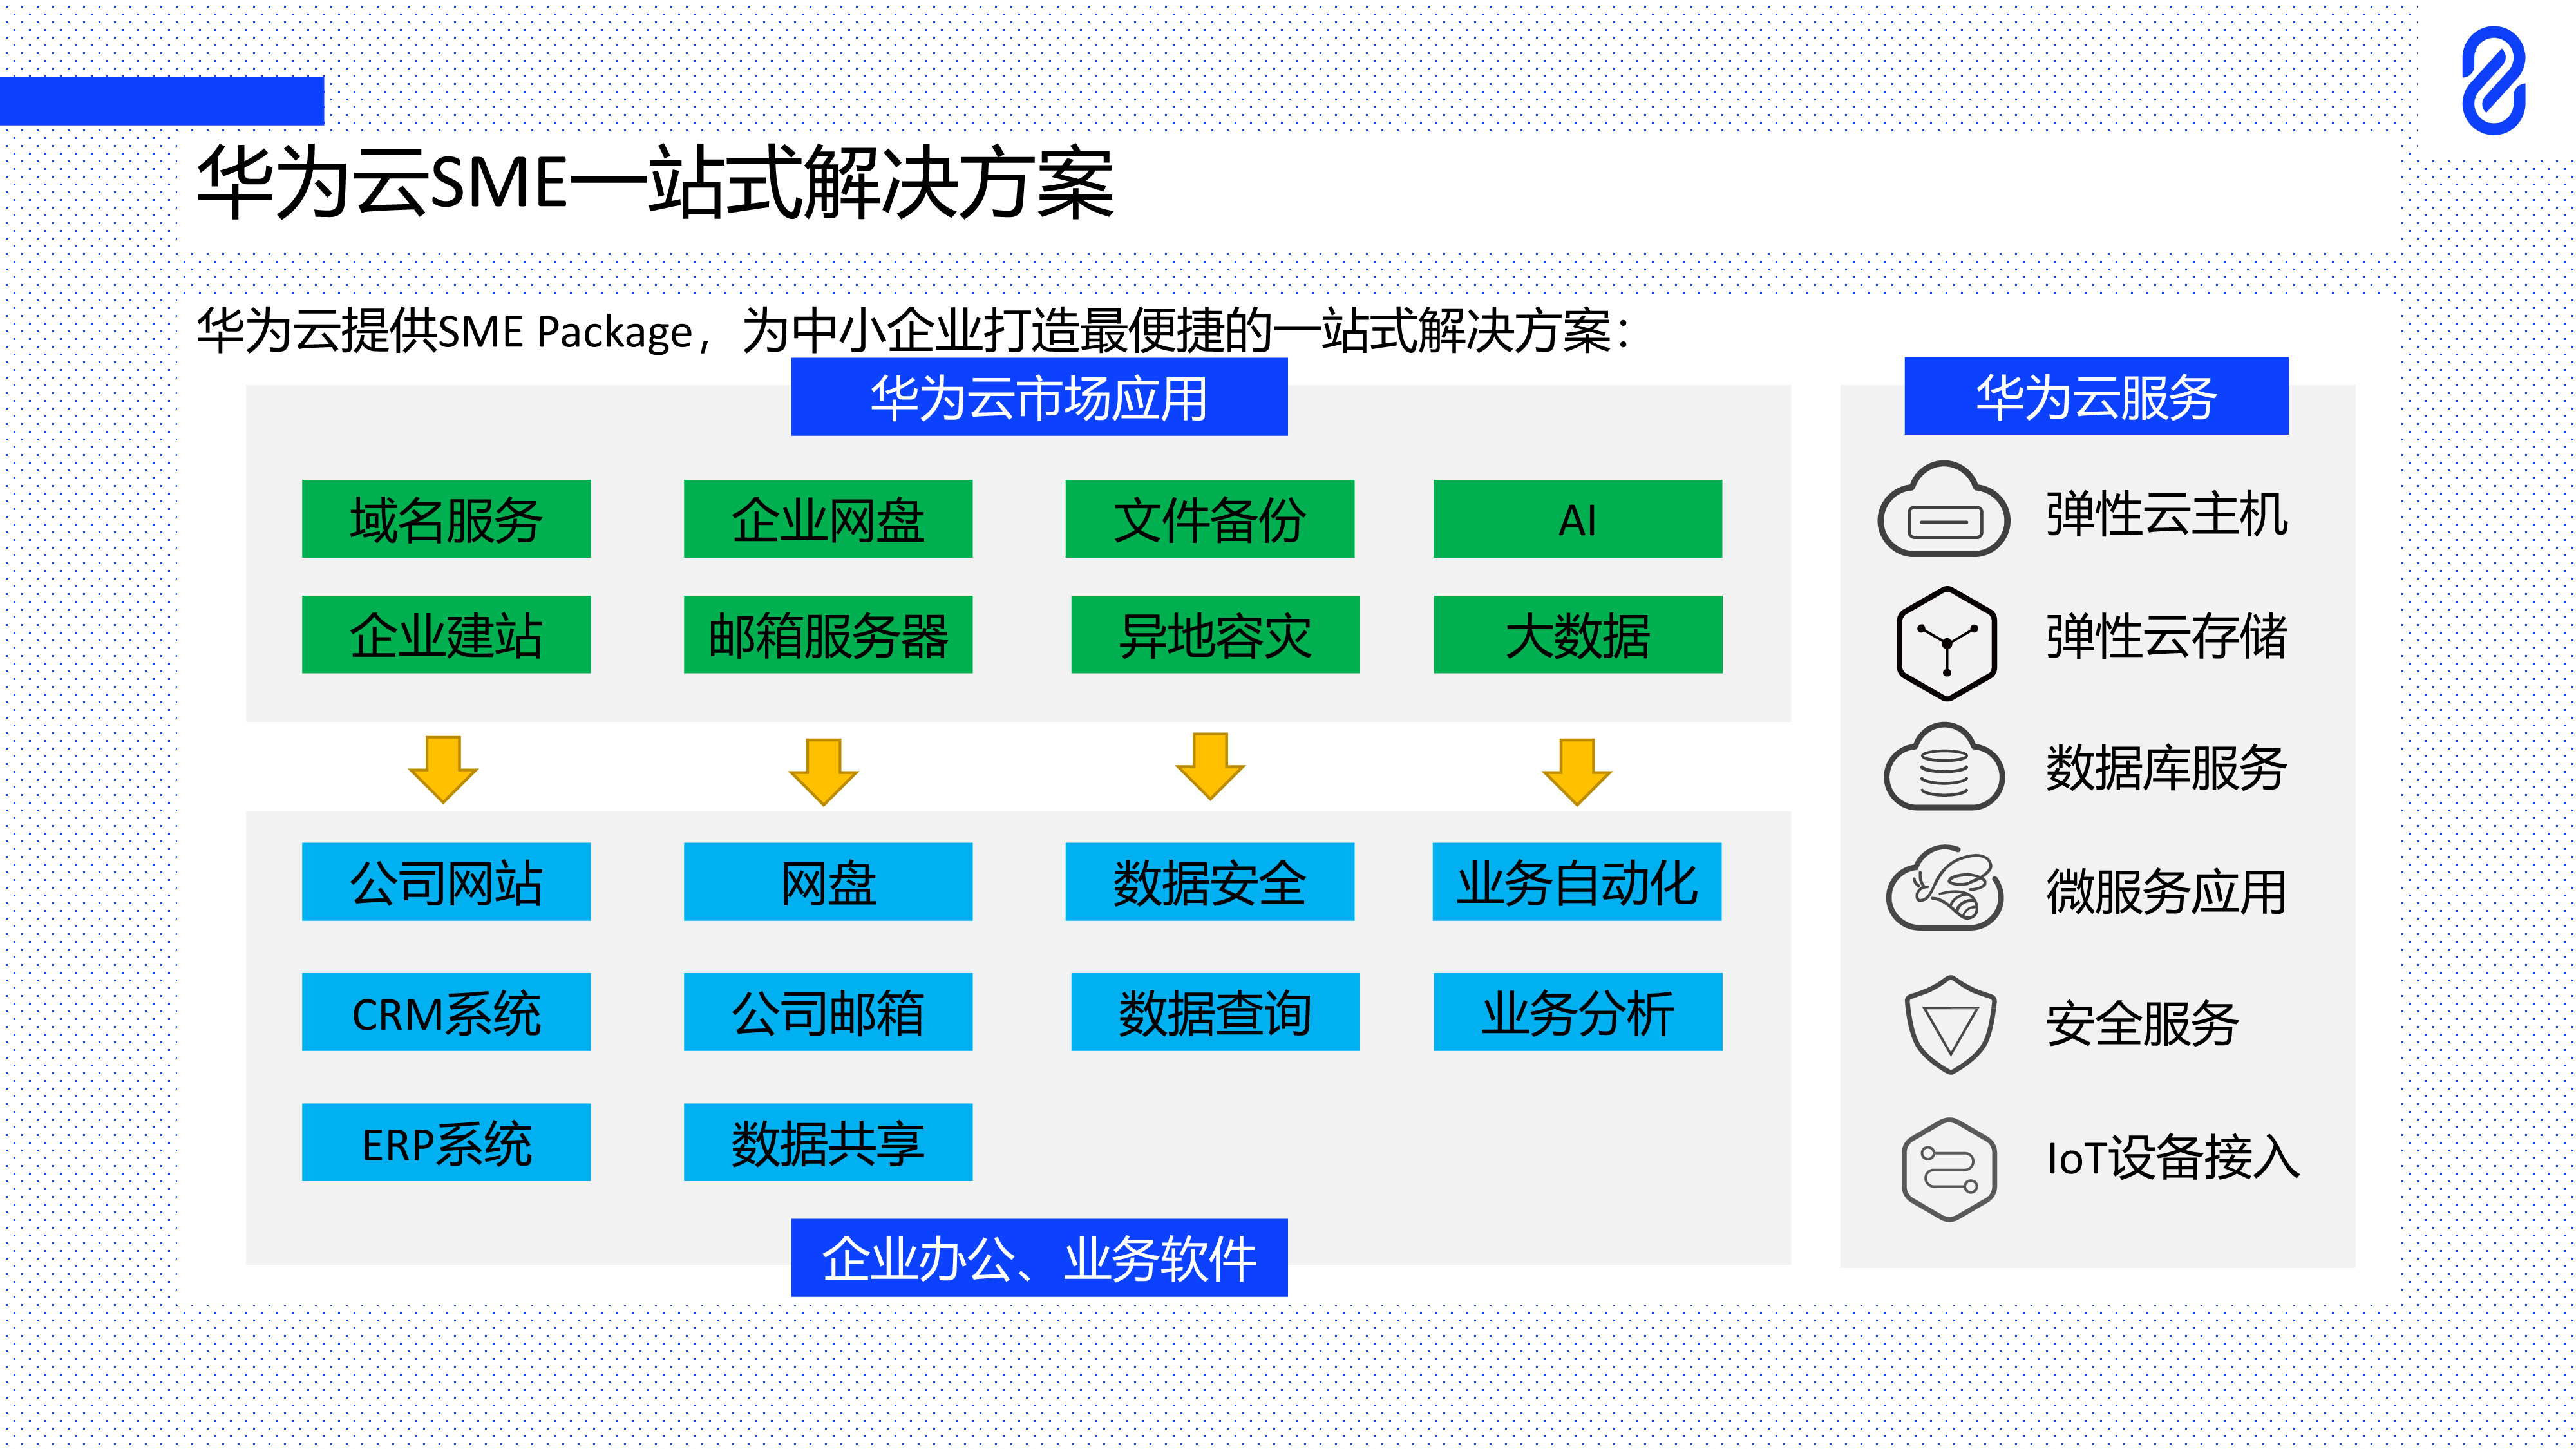 华为云SME一站式解决方案
华为云提供SME Package，为中小企业打造最便捷的一站式解决方案：
华为云市场应用
域名服务
企业网盘
文件备份
AI
企业建站
邮箱服务器
异地容灾
大数据
公司网站
网盘
数据安全
业务自动化
CRM系统
公司邮箱
数据查询
业务分析
ERP系统
数据共享
企业办公、业务软件
华为云服务
弹性云主机
弹性云存储
数据库服务
微服务应用
安全服务
IoT设备接入